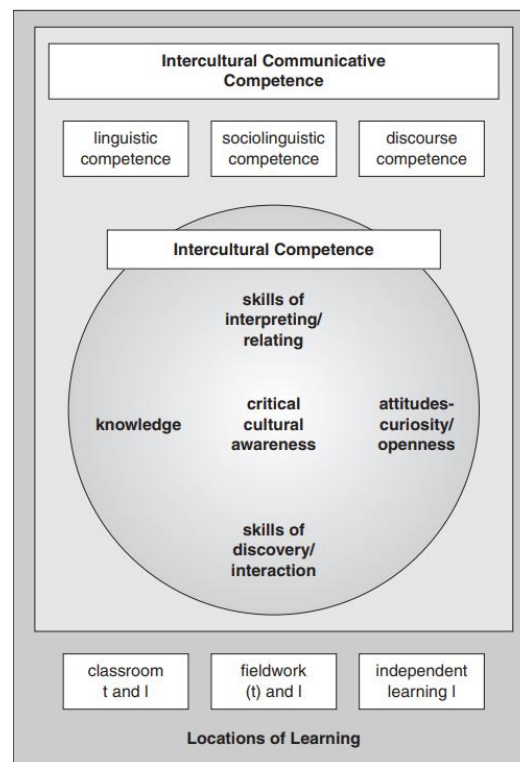 Intercultural Communicative
Competence
linguistic
competence
sociolinguistic
competence
discourse
competence
Intercultural Competence
skills of
interpreting/
relating
knowledge
critical
cultural
awareness
attitudes-
curiosity/
openness
skills of
discovery/
interaction
classroom
t and l
fieldwork
(t) and l
independent
learning l
Locations of Learning